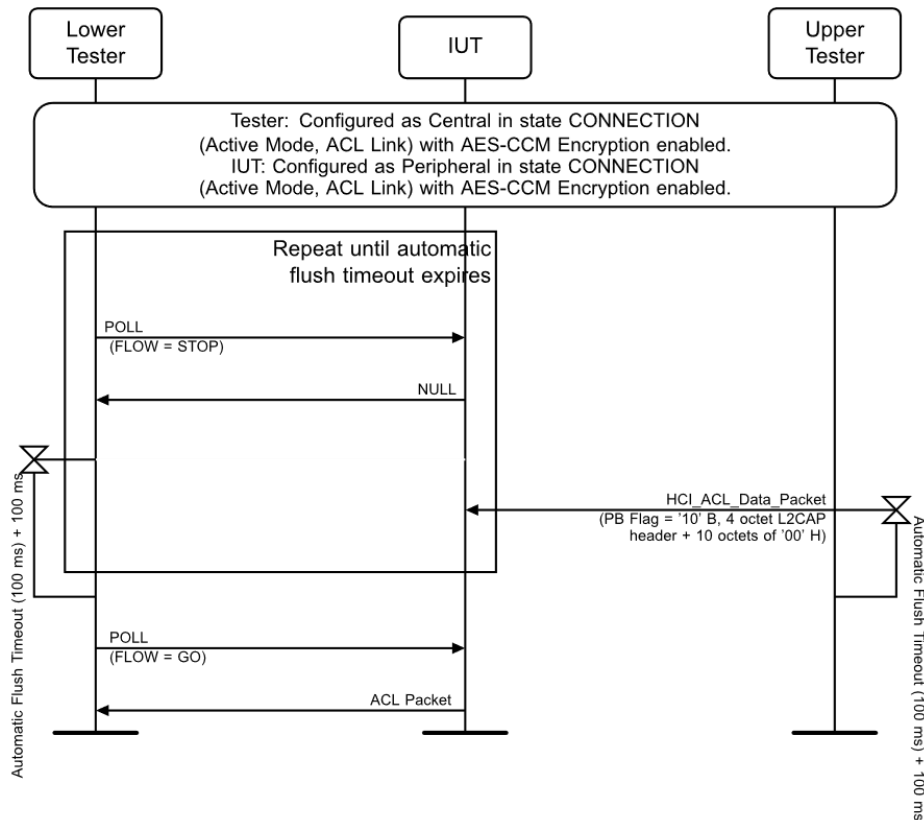 Lower
Tester
IUT
Upper
Tester
Tester: Configured as Central in state CONNECTION
(Active Mode, ACL Link) with AES-CCM Encryption enabled.
IUT: Configured as Peripheral in state CONNECTION
(Active Mode, ACL Link) with AES-CCM Encryption enabled.
Repeat until automatic
flush timeout expires
POLL
(FLOW = STOP)
NULL
HCI_ACL_Data_Packet
(PB Flag = '10' B, 4 octet L2CAP
header + 10 octets of '00' H)
Automatic Flush Timeout (100 ms) + 100 ms
Automatic Flush Timeout (100 ms) + 100 ms
POLL
(FLOW = GO)
ACL Packet